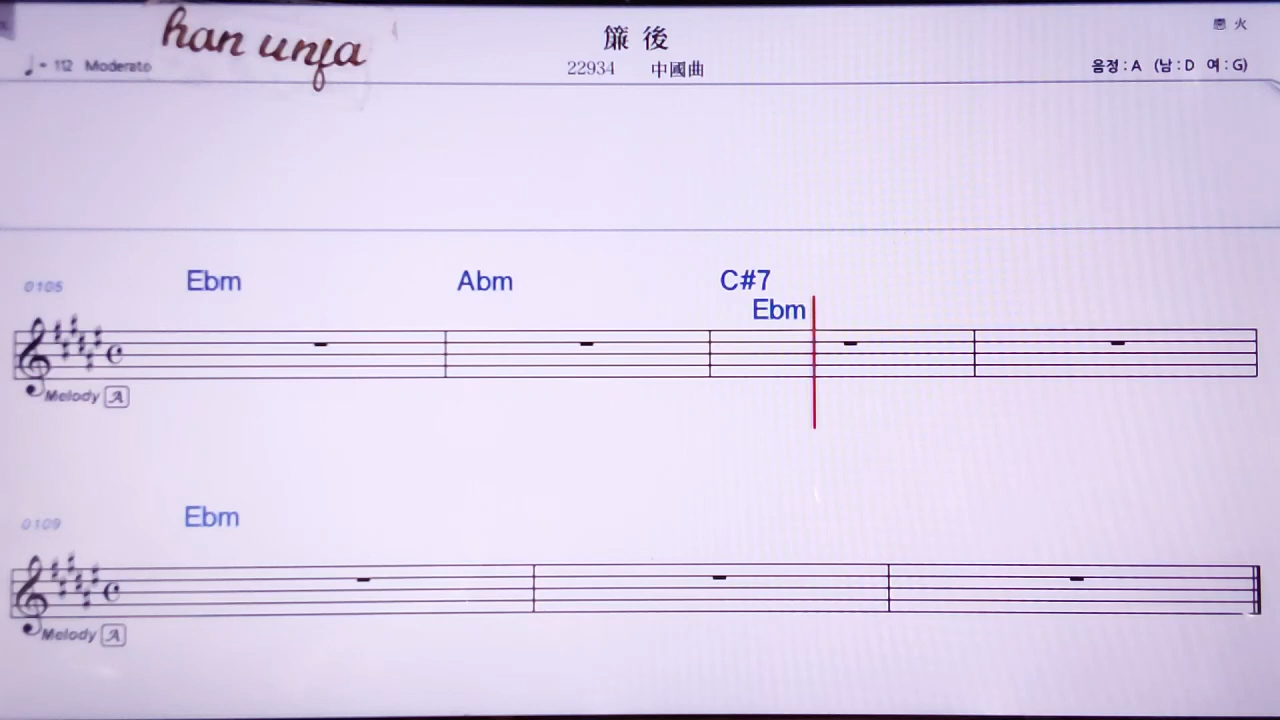 han unja
簾後
悪火
♩= 112 Moderato
22934 中國曲
음정 : A (남 : D 여 : G)
0105
Ebm Abm C#7
Ebm
Melody A
0109
Ebm
Melody A